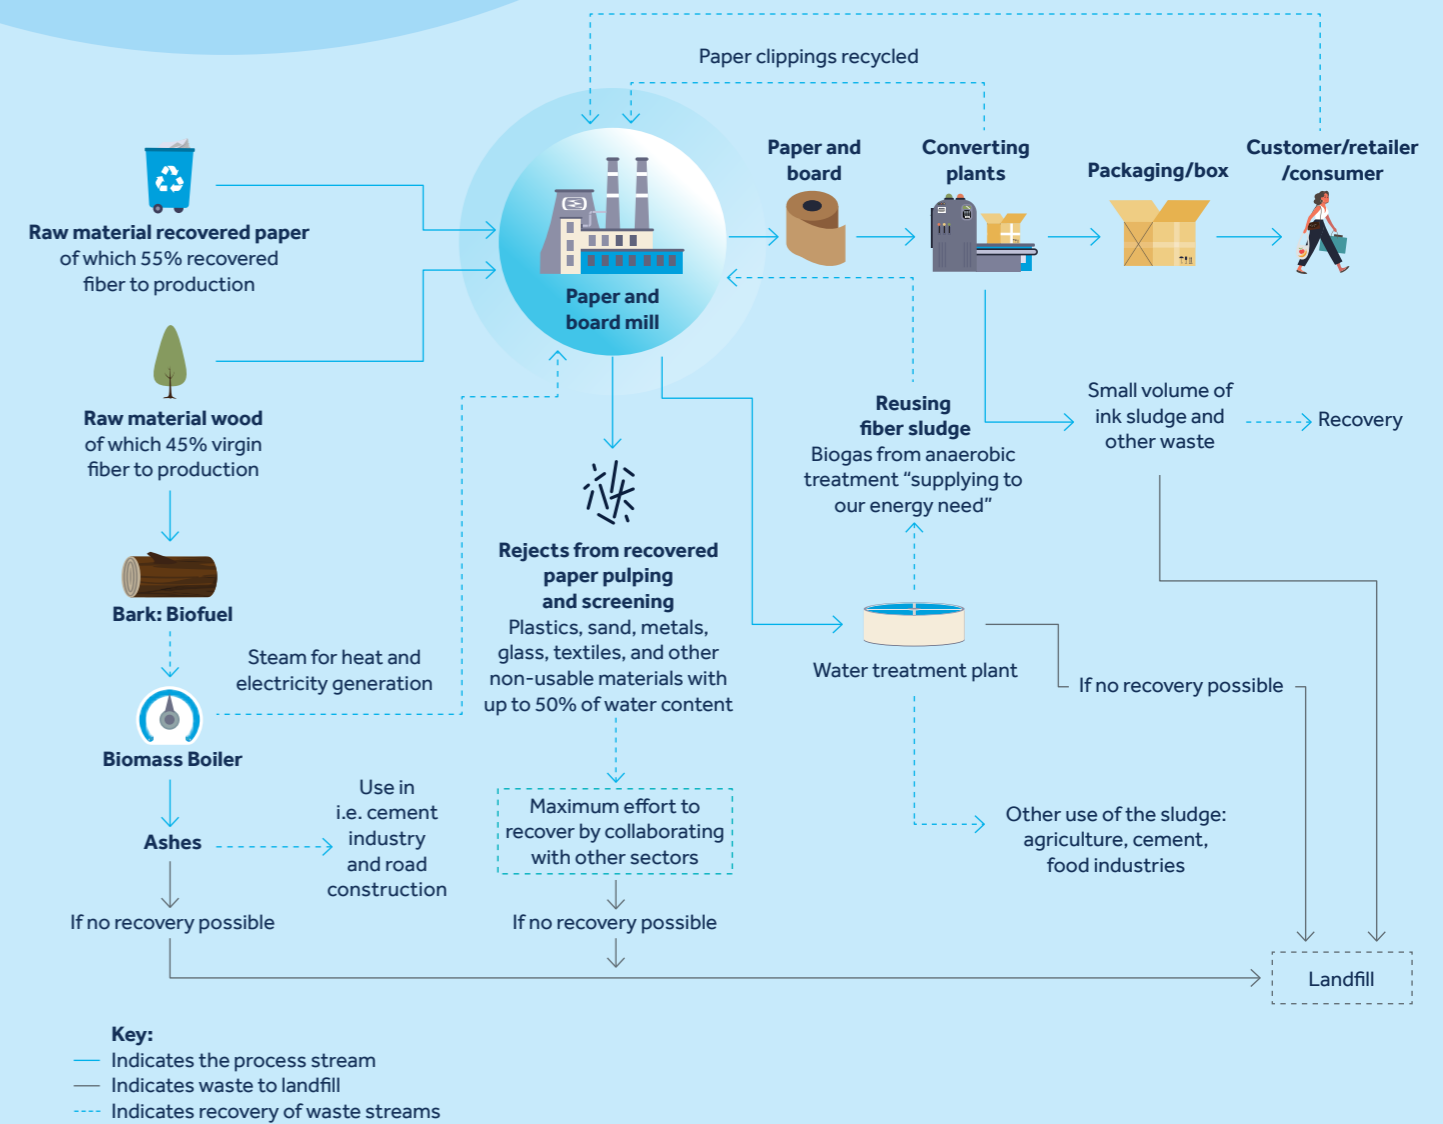 Paper clippings recycled
Raw material recovered paper
of which 55% recovered
fiber to production
Raw material wood
of which 45% virgin
fiber to production
Bark: Biofuel
Biomass Boiler
Steam for heat and
electricity generation
Ashes
Use in
i.e. cement
industry
and road
construction
If no recovery possible
Paper and
board mill
Rejects from recovered
paper pulping
and screening
Plastics, sand, metals,
glass, textiles, and other
non-usable materials with
up to 50% of water content
Maximum effort to
recover by collaborating
with other sectors
If no recovery possible
Paper and
board
Converting
plants
Packaging/box
Customer/retailer
/consumer
Reusing
fiber sludge
Biogas from anaerobic
treatment “supplying to
our energy need”
Water treatment plant
If no recovery possible
Other use of the sludge:
agriculture, cement,
food industries
Small volume of
ink sludge and
other waste
Recovery
Landfill
Key:
Indicates the process stream
Indicates waste to landfill
Indicates recovery of waste streams